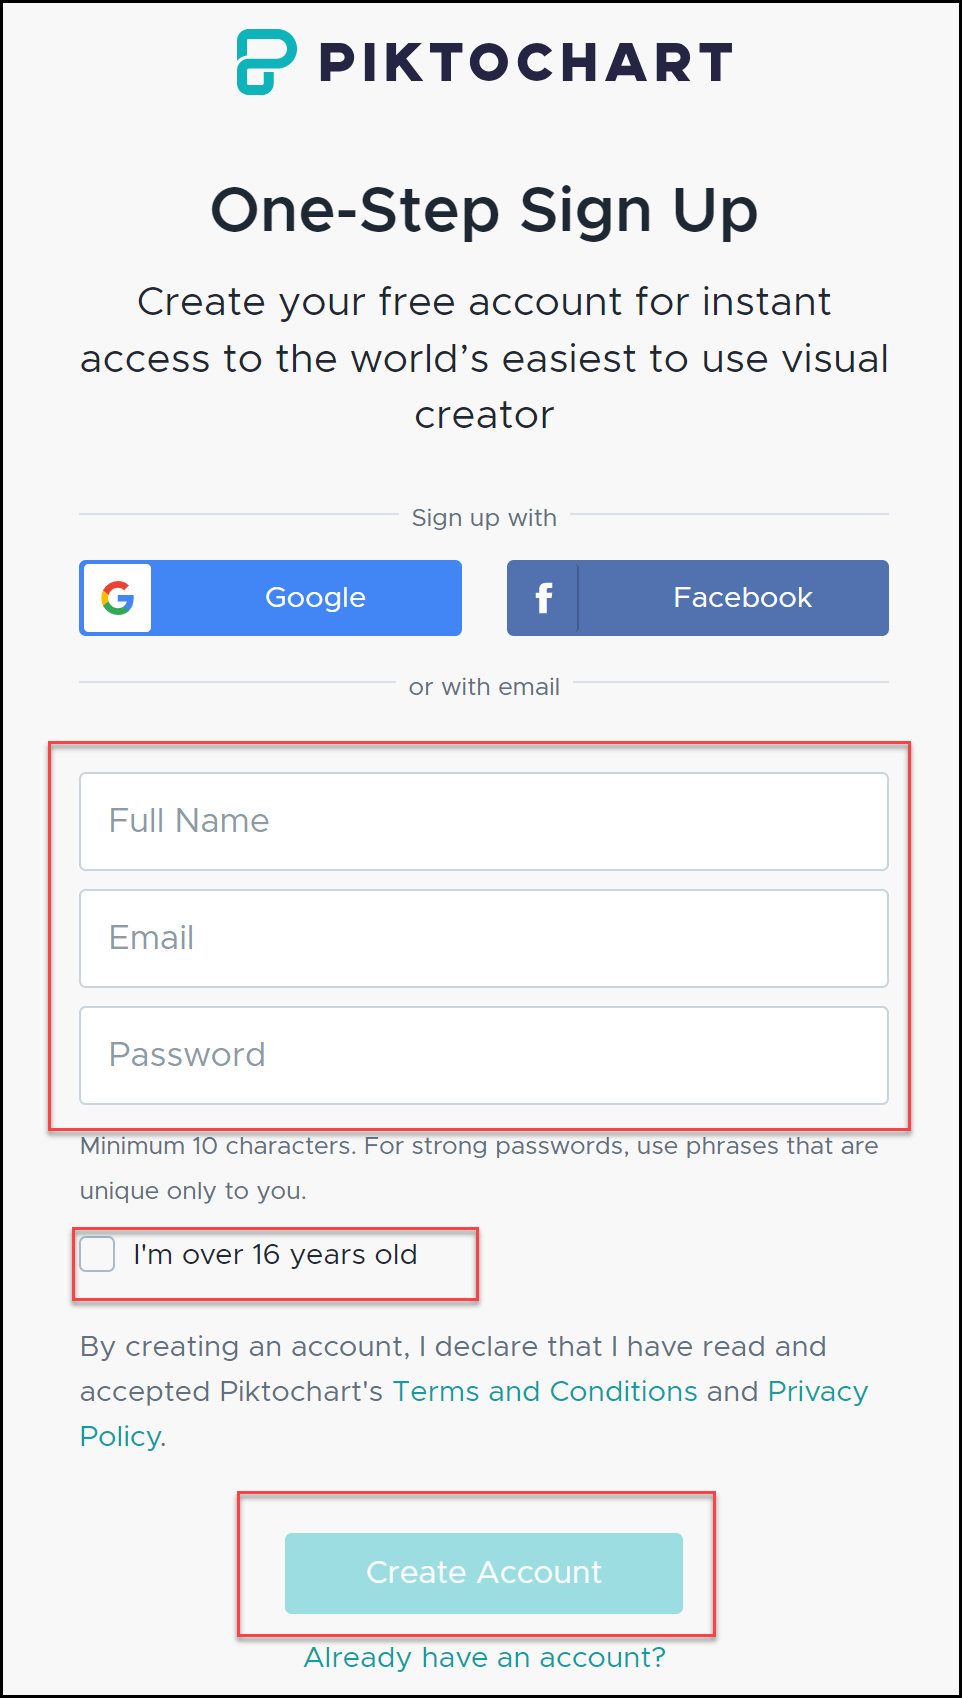 PIKTOCHART
One-Step Sign Up
Create your free account for instant
access to the world’s easiest to use visual
creator
Sign up with
Google
Facebook
or with email
Full Name
Email
Password
Minimum 10 characters. For strong passwords, use phrases that are
unique only to you.
I'm over 16 years old
By creating an account, I declare that I have read and
accepted Piktochart's Terms and Conditions and Privacy
Policy.
Create Account
Already have an account?